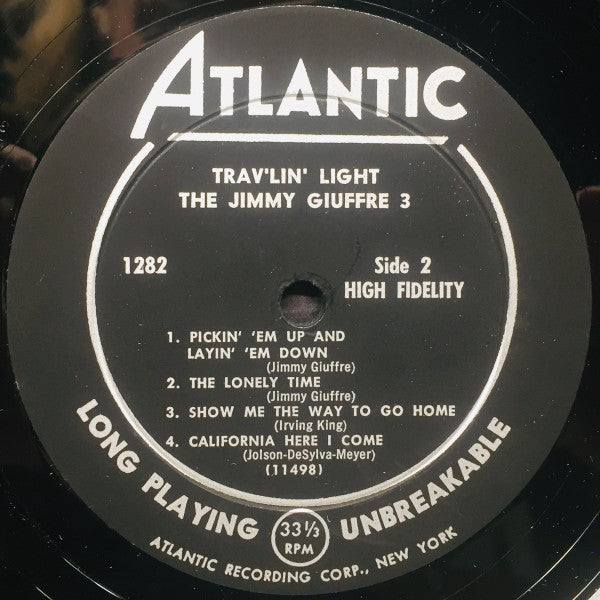 ATLANTIC
TRAV'LIN' LIGHT
THE JIMMY GIUFFRE 3
1282
Side 2
HIGH FIDELITY
1. PICKIN' 'EM UP AND
LAYIN' 'EM DOWN
(Jimmy Giuffre)
2. THE LONELY TIME
(Jimmy Giuffre)
3. SHOW ME THE WAY TO GO HOME
(Irving King)
4. CALIFORNIA HERE I COME
(Jolson-DeSylva-Meyer)
(11498)
LONG PLAYING 33 1/3 RPM UNBREAKABLE
ATLANTIC RECORDING CORP., NEW YORK